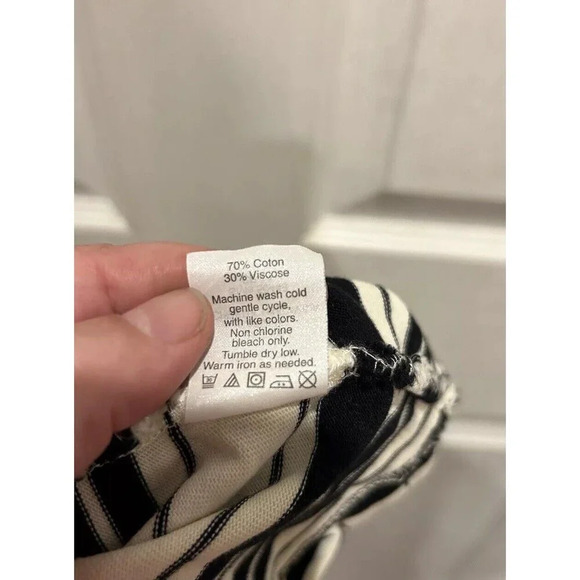 70% Coton
30% Viscose
Machine wash cold
gentle cycle,
with like colors.
Non chlorine
bleach only.
Tumble dry low.
Warm iron as needed.